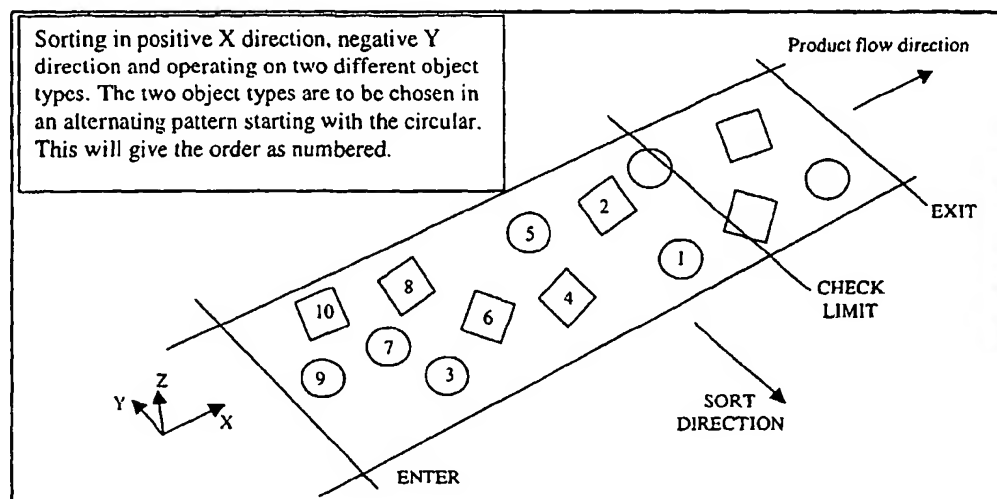 Sorting in positive X direction, negative Y
direction and operating on two different object
types. The two object types are to be chosen in
an alternating pattern starting with the circular.
This will give the order as numbered.
Product flow direction
EXIT
2
5
1
CHECK
LIMIT
8
4
10
6
7
9
3
Z
Y
X
SORT
DIRECTION
ENTER